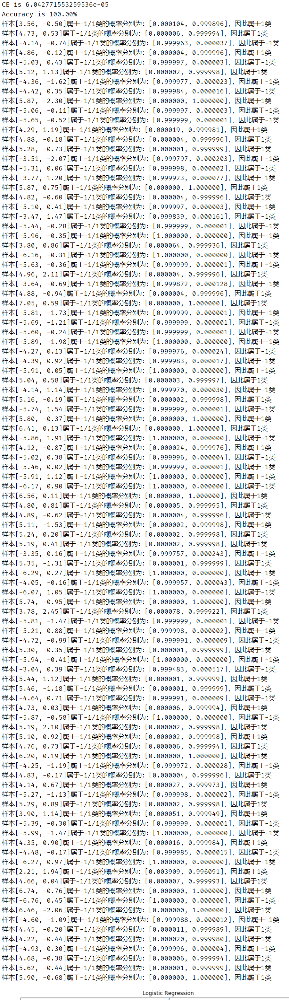 CE is 6.042771553259536e-05
Accuracy is 100.00%
样本[3.56, -0.50]属于-1/1类的概率分别为: [0.000104, 0.999896], 因此属于1类
样本[4.73, 0.53]属于-1/1类的概率分别为: [0.000006, 0.999994], 因此属于1类
样本[-4.14, -0.74]属于-1/1类的概率分别为: [0.999963, 0.000037], 因此属于-1类
样本[4.86, -0.12]属于-1/1类的概率分别为: [0.000004, 0.999996], 因此属于1类
样本[-5.03, 0.43]属于-1/1类的概率分别为: [0.999997, 0.000003], 因此属于-1类
样本[5.12, 1.13]属于-1/1类的概率分别为: [0.000002, 0.999998], 因此属于1类
样本[-4.36, -1.62]属于-1/1类的概率分别为: [0.999977, 0.000023], 因此属于-1类
样本[-4.42, 0.35]属于-1/1类的概率分别为: [0.999984, 0.000016], 因此属于-1类
样本[5.87, -2.30]属于-1/1类的概率分别为: [0.000000, 1.000000], 因此属于1类
样本[-5.06, -0.11]属于-1/1类的概率分别为: [0.999997, 0.000003], 因此属于-1类
样本[-5.65, -0.52]属于-1/1类的概率分别为: [0.999999, 0.000001], 因此属于-1类
样本[4.29, 1.19]属于-1/1类的概率分别为: [0.000019, 0.999981], 因此属于1类
样本[4.88, -0.18]属于-1/1类的概率分别为: [0.000004, 0.999996], 因此属于1类
样本[5.28, -0.73]属于-1/1类的概率分别为: [0.000001, 0.999999], 因此属于1类
样本[-3.51, -2.07]属于-1/1类的概率分别为: [0.999797, 0.000203], 因此属于-1类
样本[-5.31, 0.06]属于-1/1类的概率分别为: [0.999998, 0.000002], 因此属于-1类
样本[-3.77, 1.20]属于-1/1类的概率分别为: [0.999923, 0.000077], 因此属于-1类
样本[5.87, 0.75]属于-1/1类的概率分别为: [0.000000, 1.000000], 因此属于1类
样本[4.82, -0.60]属于-1/1类的概率分别为: [0.000004, 0.999996], 因此属于1类
样本[-5.10, 0.41]属于-1/1类的概率分别为: [0.999997, 0.000003], 因此属于-1类
样本[-3.47, 1.47]属于-1/1类的概率分别为: [0.999839, 0.000161], 因此属于-1类
样本[-5.44, -0.28]属于-1/1类的概率分别为: [0.999999, 0.000001], 因此属于-1类
样本[-5.96, -0.35]属于-1/1类的概率分别为: [1.000000, 0.000000], 因此属于-1类
样本[3.80, 0.86]属于-1/1类的概率分别为: [0.000064, 0.999936], 因此属于1类
样本[-6.16, -0.31]属于-1/1类的概率分别为: [1.000000, 0.000000], 因此属于-1类
样本[-5.63, -0.36]属于-1/1类的概率分别为: [0.999999, 0.000001], 因此属于-1类
样本[4.96, 2.11]属于-1/1类的概率分别为: [0.000004, 0.999996], 因此属于1类
样本[-3.64, -0.69]属于-1/1类的概率分别为: [0.999872, 0.000128], 因此属于-1类
样本[4.88, -0.94]属于-1/1类的概率分别为: [0.000004, 0.999996], 因此属于1类
样本[7.05, 0.59]属于-1/1类的概率分别为: [0.000000, 1.000000], 因此属于1类
样本[-5.81, -1.73]属于-1/1类的概率分别为: [0.999999, 0.000001], 因此属于-1类
样本[-5.69, -1.21]属于-1/1类的概率分别为: [0.999999, 0.000001], 因此属于-1类
样本[-5.60, -0.24]属于-1/1类的概率分别为: [0.999999, 0.000001], 因此属于-1类
样本[-5.89, -1.98]属于-1/1类的概率分别为: [1.000000, 0.000000], 因此属于-1类
样本[-4.27, 0.13]属于-1/1类的概率分别为: [0.999976, 0.000024], 因此属于-1类
样本[-4.39, 0.92]属于-1/1类的概率分别为: [0.999983, 0.000017], 因此属于-1类
样本[-5.91, 0.05]属于-1/1类的概率分别为: [1.000000, 0.000000], 因此属于-1类
样本[5.04, 0.58]属于-1/1类的概率分别为: [0.000003, 0.999997], 因此属于1类
样本[-4.14, 1.14]属于-1/1类的概率分别为: [0.999970, 0.000030], 因此属于-1类
样本[5.16, -0.19]属于-1/1类的概率分别为: [0.000002, 0.999998], 因此属于1类
样本[-5.74, 1.54]属于-1/1类的概率分别为: [0.999999, 0.000001], 因此属于-1类
样本[5.80, -0.37]属于-1/1类的概率分别为: [0.000000, 1.000000], 因此属于1类
样本[6.41, 0.13]属于-1/1类的概率分别为: [0.000000, 1.000000], 因此属于1类
样本[-5.86, 1.91]属于-1/1类的概率分别为: [1.000000, 0.000000], 因此属于-1类
样本[4.12, -0.87]属于-1/1类的概率分别为: [0.000024, 0.999976], 因此属于1类
样本[-5.02, 0.38]属于-1/1类的概率分别为: [0.999996, 0.000004], 因此属于-1类
样本[-5.46, 0.02]属于-1/1类的概率分别为: [0.999999, 0.000001], 因此属于-1类
样本[-5.91, 1.12]属于-1/1类的概率分别为: [1.000000, 0.000000], 因此属于-1类
样本[-6.17, 0.90]属于-1/1类的概率分别为: [1.000000, 0.000000], 因此属于-1类
样本[6.56, 0.11]属于-1/1类的概率分别为: [0.000000, 1.000000], 因此属于1类
样本[4.80, 0.81]属于-1/1类的概率分别为: [0.000005, 0.999995], 因此属于1类
样本[4.89, -0.62]属于-1/1类的概率分别为: [0.000004, 0.999996], 因此属于1类
样本[5.11, -1.53]属于-1/1类的概率分别为: [0.000002, 0.999998], 因此属于1类
样本[5.24, 0.20]属于-1/1类的概率分别为: [0.000002, 0.999998], 因此属于1类
样本[5.19, 0.41]属于-1/1类的概率分别为: [0.000002, 0.999998], 因此属于1类
样本[-3.35, 0.16]属于-1/1类的概率分别为: [0.999757, 0.000243], 因此属于-1类
样本[5.35, -1.31]属于-1/1类的概率分别为: [0.000001, 0.999999], 因此属于1类
样本[-6.29, 0.27]属于-1/1类的概率分别为: [1.000000, 0.000000], 因此属于-1类
样本[-4.05, -0.16]属于-1/1类的概率分别为: [0.999957, 0.000043], 因此属于-1类
样本[-6.07, 1.05]属于-1/1类的概率分别为: [1.000000, 0.000000], 因此属于-1类
样本[5.74, -0.95]属于-1/1类的概率分别为: [0.000000, 1.000000], 因此属于1类
样本[3.78, 2.45]属于-1/1类的概率分别为: [0.000078, 0.999922], 因此属于1类
样本[-5.81, -1.47]属于-1/1类的概率分别为: [0.999999, 0.000001], 因此属于-1类
样本[-5.21, 0.88]属于-1/1类的概率分别为: [0.999998, 0.000002], 因此属于-1类
样本[-4.72, -0.99]属于-1/1类的概率分别为: [0.999991, 0.000009], 因此属于-1类
样本[5.30, -0.35]属于-1/1类的概率分别为: [0.000001, 0.999999], 因此属于1类
样本[-5.94, -0.41]属于-1/1类的概率分别为: [1.000000, 0.000000], 因此属于-1类
样本[-3.04, 0.39]属于-1/1类的概率分别为: [0.999483, 0.000517], 因此属于-1类
样本[5.44, 1.12]属于-1/1类的概率分别为: [0.000001, 0.999999], 因此属于1类
样本[5.46, -1.18]属于-1/1类的概率分别为: [0.000001, 0.999999], 因此属于1类
样本[-4.64, 0.71]属于-1/1类的概率分别为: [0.999991, 0.000009], 因此属于-1类
样本[4.73, 0.03]属于-1/1类的概率分别为: [0.000006, 0.999994], 因此属于1类
样本[-5.87, -0.58]属于-1/1类的概率分别为: [1.000000, 0.000000], 因此属于-1类
样本[5.19, 2.10]属于-1/1类的概率分别为: [0.000002, 0.999998], 因此属于1类
样本[5.10, 0.92]属于-1/1类的概率分别为: [0.000002, 0.999998], 因此属于1类
样本[4.76, 0.73]属于-1/1类的概率分别为: [0.000006, 0.999994], 因此属于1类
样本[6.20, 0.19]属于-1/1类的概率分别为: [0.000000, 1.000000], 因此属于1类
样本[-4.25, -1.19]属于-1/1类的概率分别为: [0.999972, 0.000028], 因此属于-1类
样本[4.83, -0.17]属于-1/1类的概率分别为: [0.000004, 0.999996], 因此属于1类
样本[4.14, 0.67]属于-1/1类的概率分别为: [0.000027, 0.999973], 因此属于1类
样本[-5.27, -1.13]属于-1/1类的概率分别为: [0.999998, 0.000002], 因此属于-1类
样本[5.29, 0.89]属于-1/1类的概率分别为: [0.000002, 0.999998], 因此属于1类
样本[3.90, 1.14]属于-1/1类的概率分别为: [0.000051, 0.999949], 因此属于1类
样本[-5.39, -0.30]属于-1/1类的概率分别为: [0.999999, 0.000001], 因此属于-1类
样本[-5.99, -1.47]属于-1/1类的概率分别为: [1.000000, 0.000000], 因此属于-1类
样本[4.35, 0.90]属于-1/1类的概率分别为: [0.000016, 0.999984], 因此属于1类
样本[-4.48, -0.17]属于-1/1类的概率分别为: [0.999985, 0.000015], 因此属于-1类
样本[-6.27, 0.97]属于-1/1类的概率分别为: [1.000000, 0.000000], 因此属于-1类
样本[2.21, 1.94]属于-1/1类的概率分别为: [0.003909, 0.996091], 因此属于1类
样本[4.66, 0.04]属于-1/1类的概率分别为: [0.000007, 0.999993], 因此属于1类
样本[6.74, -0.76]属于-1/1类的概率分别为: [0.000000, 1.000000], 因此属于1类
样本[-6.76, 0.45]属于-1/1类的概率分别为: [1.000000, 0.000000], 因此属于-1类
样本[6.46, -2.06]属于-1/1类的概率分别为: [0.000000, 1.000000], 因此属于1类
样本[-4.60, -1.09]属于-1/1类的概率分别为: [0.999988, 0.000012], 因此属于-1类
样本[4.45, -0.20]属于-1/1类的概率分别为: [0.000011, 0.999989], 因此属于1类
样本[4.22, -0.44]属于-1/1类的概率分别为: [0.000020, 0.999980], 因此属于1类
样本[-4.93, 0.30]属于-1/1类的概率分别为: [0.999996, 0.000004], 因此属于-1类
样本[4.68, -0.38]属于-1/1类的概率分别为: [0.000006, 0.999994], 因此属于1类
样本[5.62, -0.44]属于-1/1类的概率分别为: [0.000001, 0.999999], 因此属于1类
样本[5.90, -0.68]属于-1/1类的概率分别为: [0.000000, 1.000000], 因此属于1类
Logistic Regression